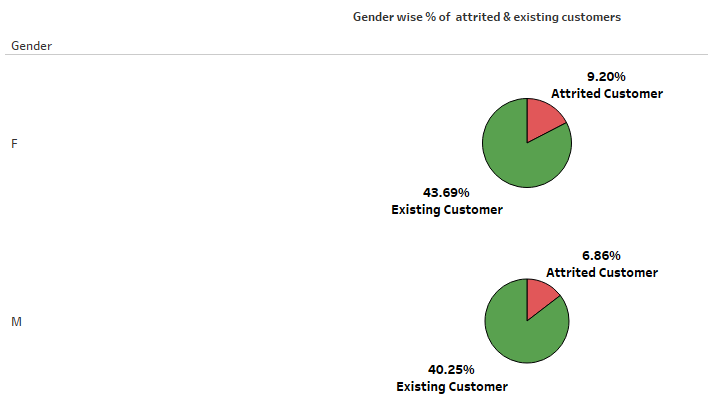 Gender wise % of attrited & existing customers
Gender
9.20%
Attrited Customer
F
43.69%
Existing Customer
6.86%
Attrited Customer
M
40.25%
Existing Customer